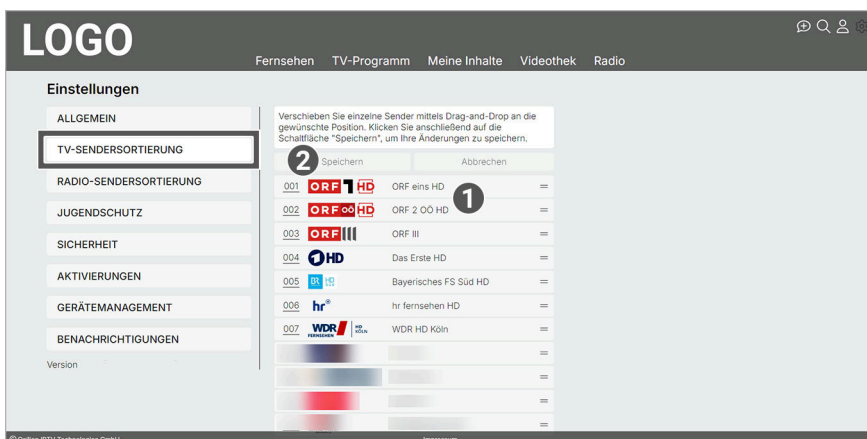 LOGO
Fernsehen TV-Programm Meine Inhalte Videothek Radio
Einstellungen
ALLGEMEIN
TV-SENDERSORTIERUNG
RADIO-SENDERSORTIERUNG
JUGENDSCHUTZ
SICHERHEIT
AKTIVIERUNGEN
GERÄTEMANAGEMENT
BENACHRICHTIGUNGEN
Version
Verschieben Sie einzelne Sender mittels Drag-and-Drop an die
gewünschte Position. Klicken Sie anschließend auf die
Schaltfläche "Speichern", um Ihre Änderungen zu speichern.
2 Speichern Abbrechen
001 ORF 1 HD ORF eins HD
1
002 ORF OÖ HD ORF 2 OÖ HD
003 ORF III ORF III
004 1 HD Das Erste HD
005 BR HD Bayerisches FS Süd HD
006 hr hr fernsehen HD
007 WDR FERNSEHEN HD KÖLN WDR HD Köln